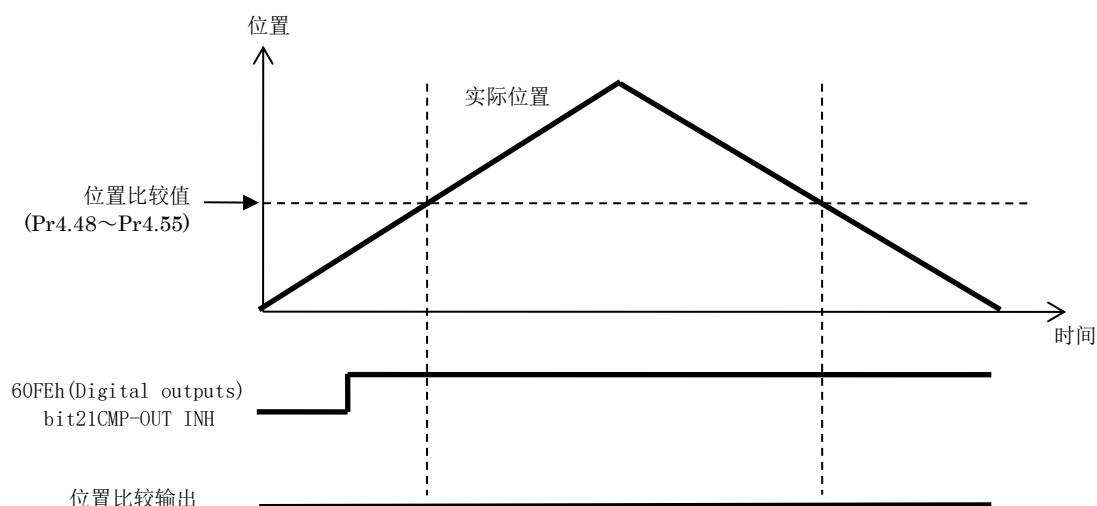 位置
实际位置
位置比较值
(Pr4.48～Pr4.55)
时间
60FEh(Digital outputs)
bit21CMP-OUT INH
位置比较输出